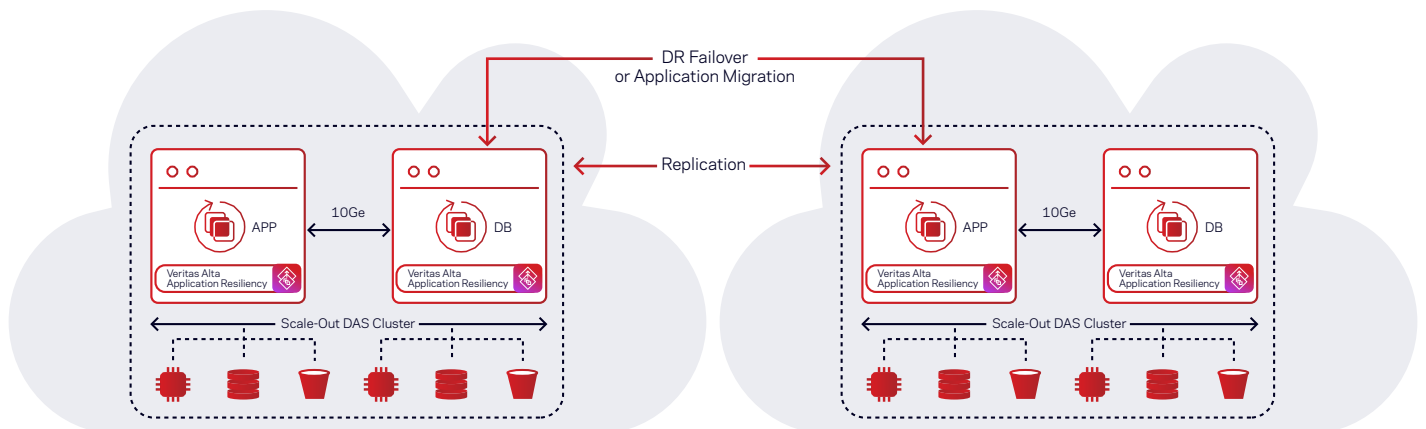 DR Failover
or Application Migration
Replication
10Ge
APP
DB
Veritas Alta
Application Resiliency
Veritas Alta
Application Resiliency
Scale-Out DAS Cluster
10Ge
APP
DB
Veritas Alta
Application Resiliency
Veritas Alta
Application Resiliency
Scale-Out DAS Cluster